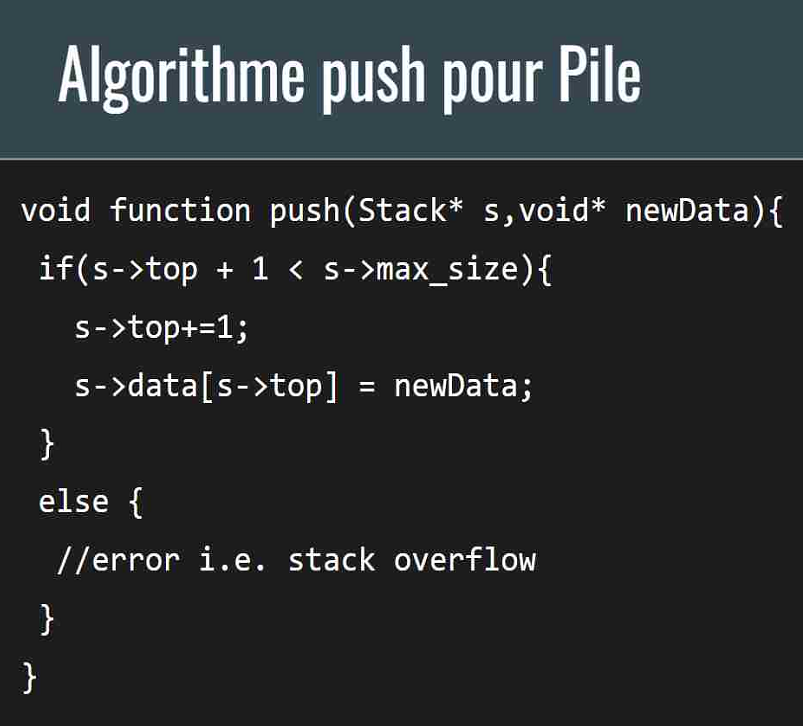 Algorithme push pour Pile
void function push(Stack* s,void* newData){
if(s->top + 1 < s->max_size){
s->top+=1;
s->data[s->top] = newData;
}
else {
//error i.e. stack overflow
}
}